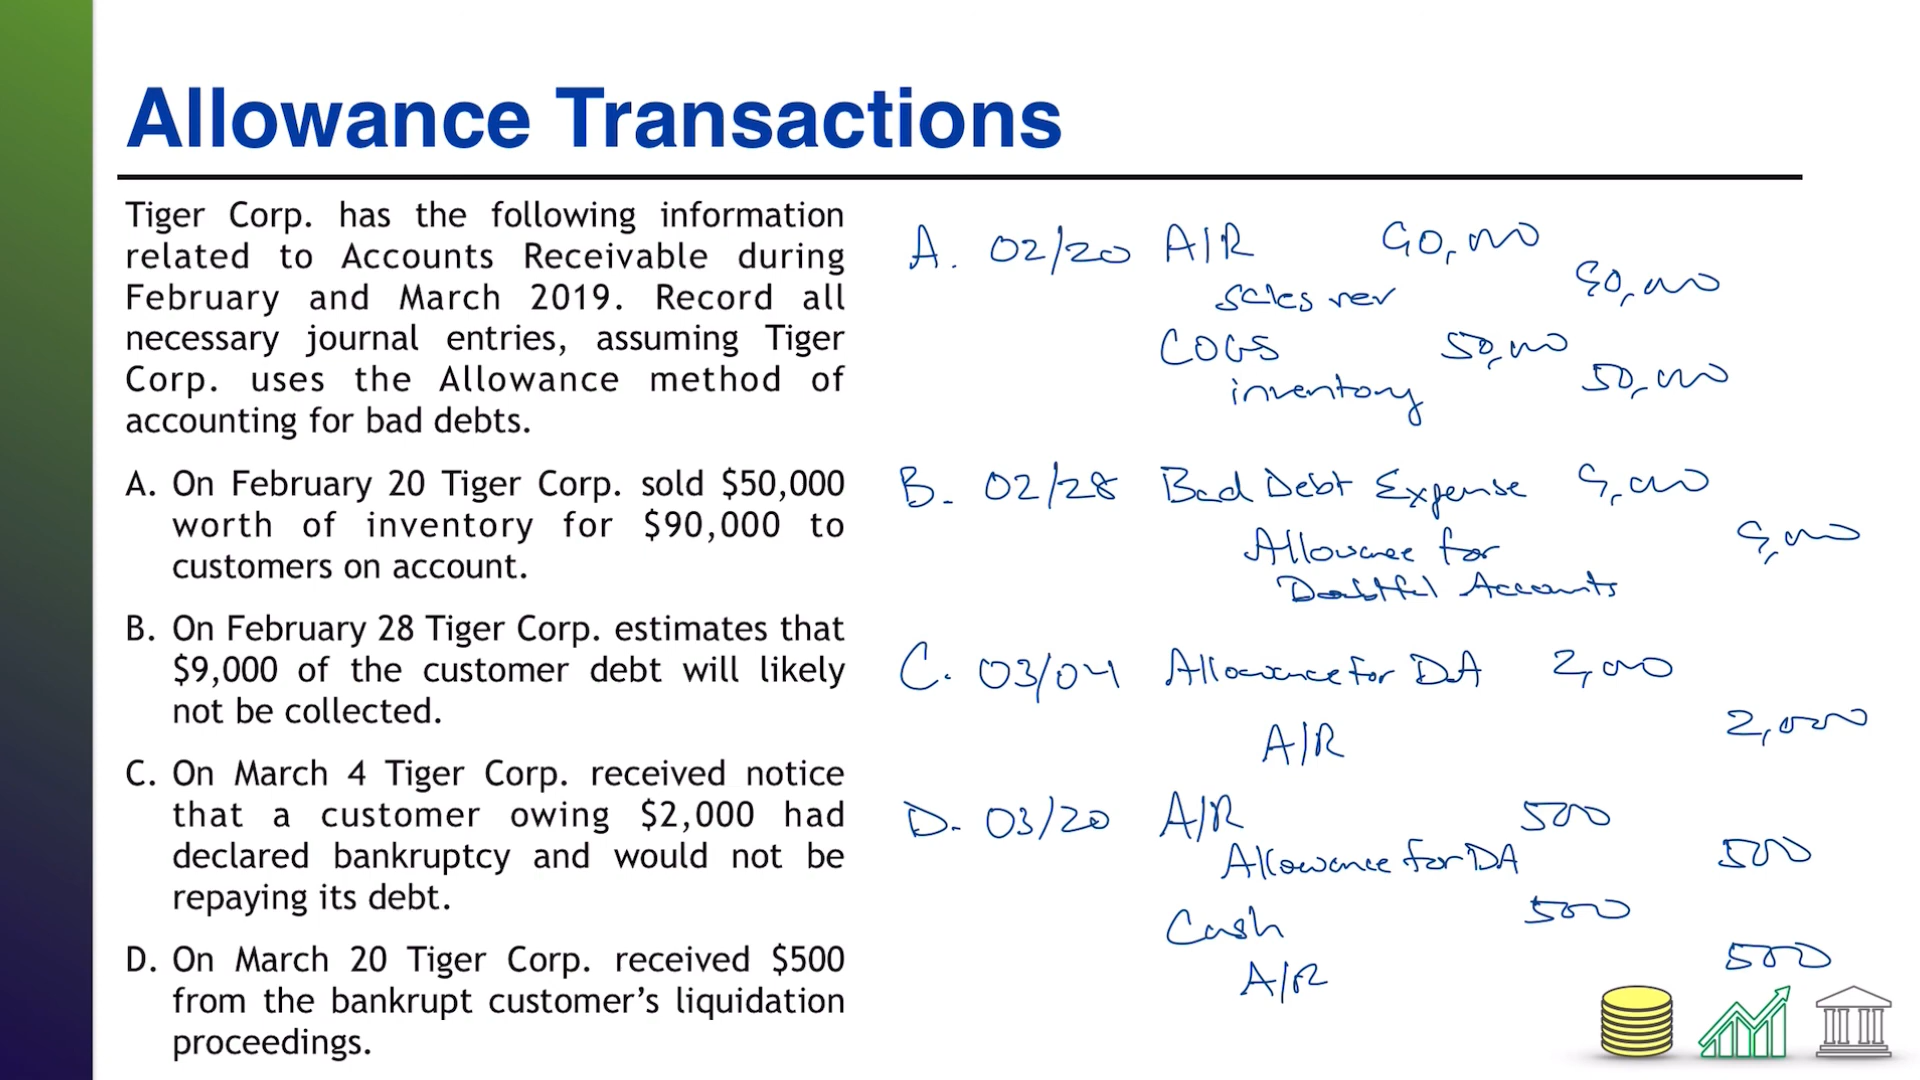 Allowance Transactions
Tiger Corp. has the following information
related to Accounts Receivable during
February and March 2019. Record all
necessary journal entries, assuming Tiger
Corp. uses the Allowance method of
accounting for bad debts.
A. On February 20 Tiger Corp. sold $50,000
worth of inventory for $90,000 to
customers on account.
B. On February 28 Tiger Corp. estimates that
$9,000 of the customer debt will likely
not be collected.
C. On March 4 Tiger Corp. received notice
that a customer owing $2,000 had
declared bankruptcy and would not be
repaying its debt.
D. On March 20 Tiger Corp. received $500
from the bankrupt customer's liquidation
proceedings.
A. 02/20 A/R 90,000
Sales rev 90,000
COGS 50,000
inventory 50,000
B. 02/28 Bad Debt Expense 9,000
Allowance for 9,000
Doubtful Accounts
C. 03/04 Allowance for DA 2,000
A/R 2,000
D. 03/20 A/R 500
Allowance for DA 500
Cash 500
A/R 500